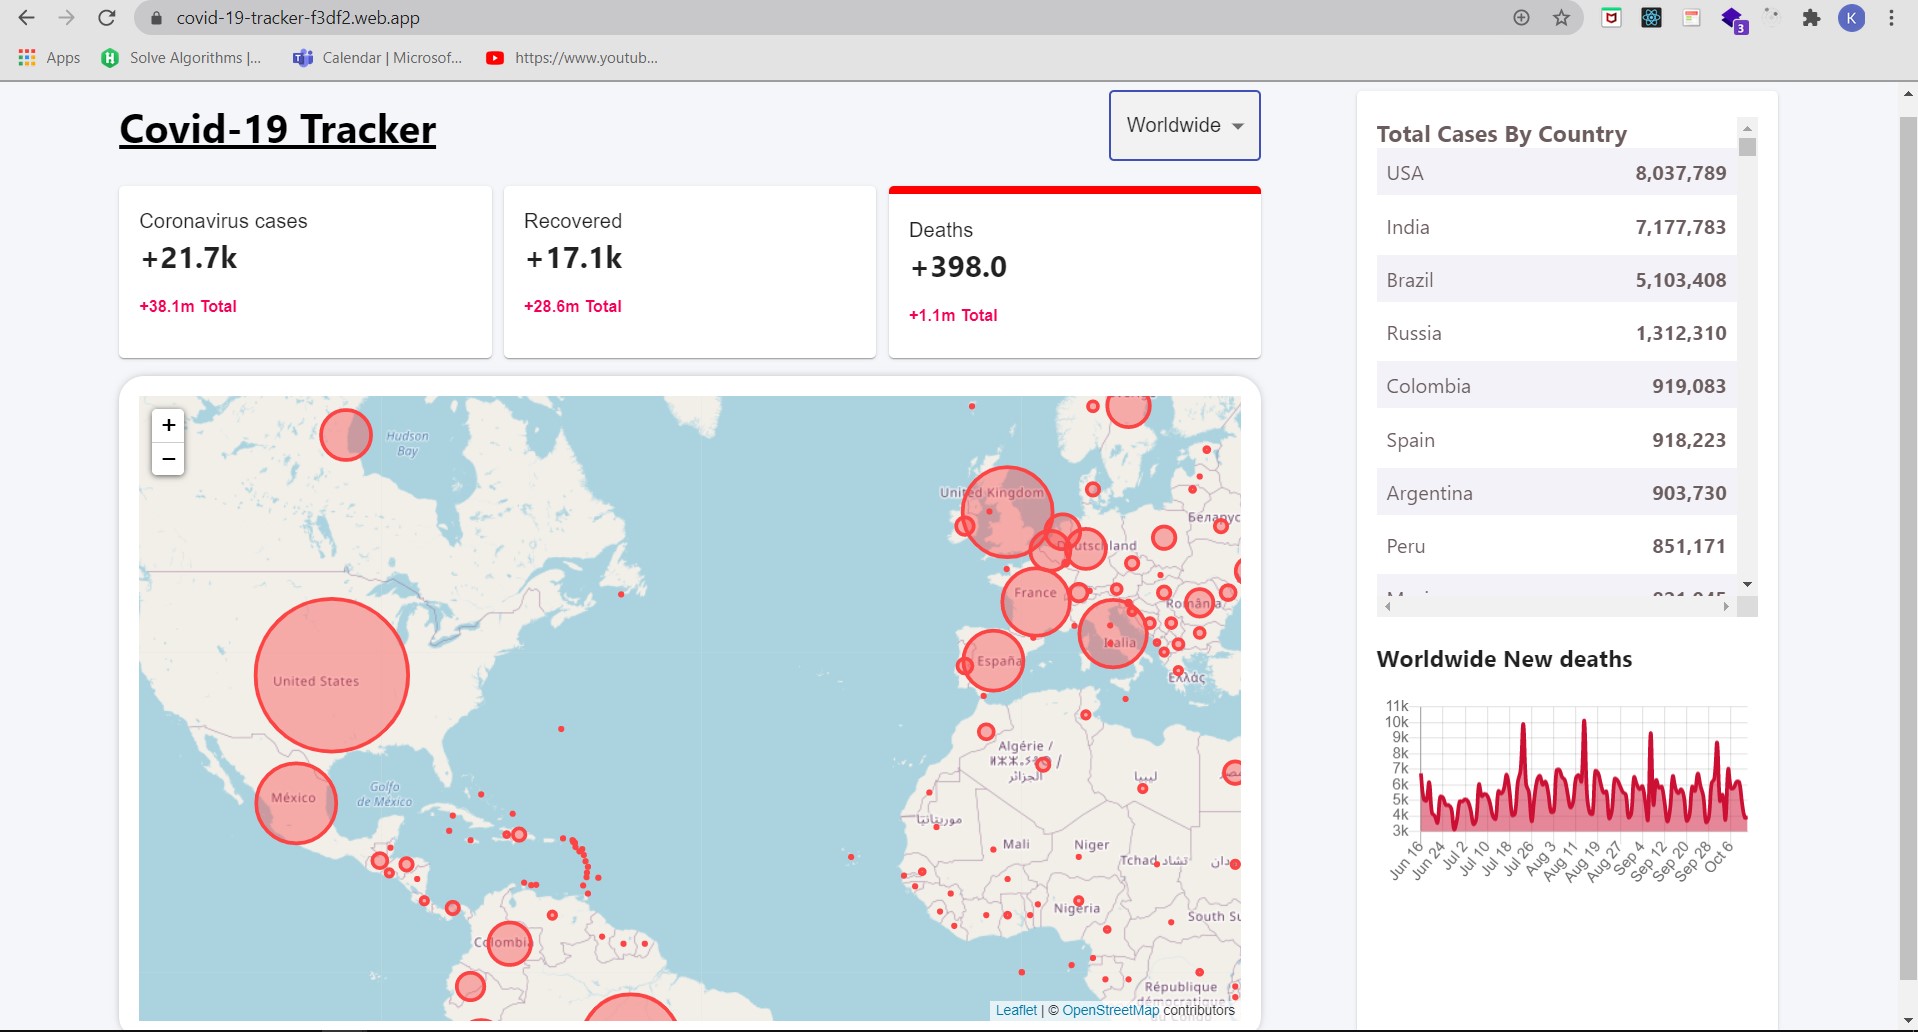 covid-19-tracker-f3df2.web.app
K
3
Apps
Solve Algorithms |...
Calendar | Microsof...
https://www.youtub...
Covid-19 Tracker
Worldwide
Coronavirus cases
+21.7k
+38.1m Total
Recovered
+17.1k
+28.6m Total
Deaths
+398.0
+1.1m Total
+
−
Hudson
Bay
United Kingdom
Беларус
Deutschland
France
România
Italia
España
Ελλάς
United States
México
Golfo
de México
Algérie /
ⵍⵣⵣⴰⵢⴻⵔ /
الجزائر
ليبيا
موريتانيا
Mali
Niger
Tchad تشاد
Nigeria
South Su
Colombia
République
démocratique
du Congo
Leaflet | © OpenStreetMap contributors
Total Cases By Country
USA 8,037,789
India 7,177,783
Brazil 5,103,408
Russia 1,312,310
Colombia 919,083
Spain 918,223
Argentina 903,730
Peru 851,171
Worldwide New deaths
11k
10k
9k
8k
7k
6k
5k
4k
3k
Jun 16
Jun 24
Jul 2
Jul 10
Jul 18
Jul 26
Aug 3
Aug 11
Aug 19
Aug 27
Sep 4
Sep 12
Sep 20
Sep 28
Oct 6